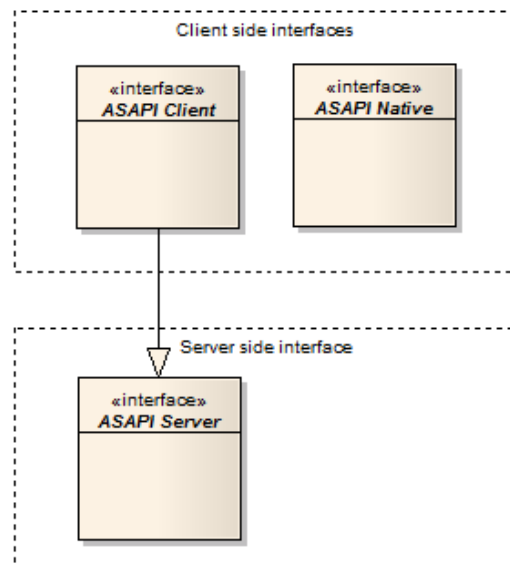 Client side interfaces
«interface»
ASAPI Client
«interface»
ASAPI Native
Server side interface
«interface»
ASAPI Server